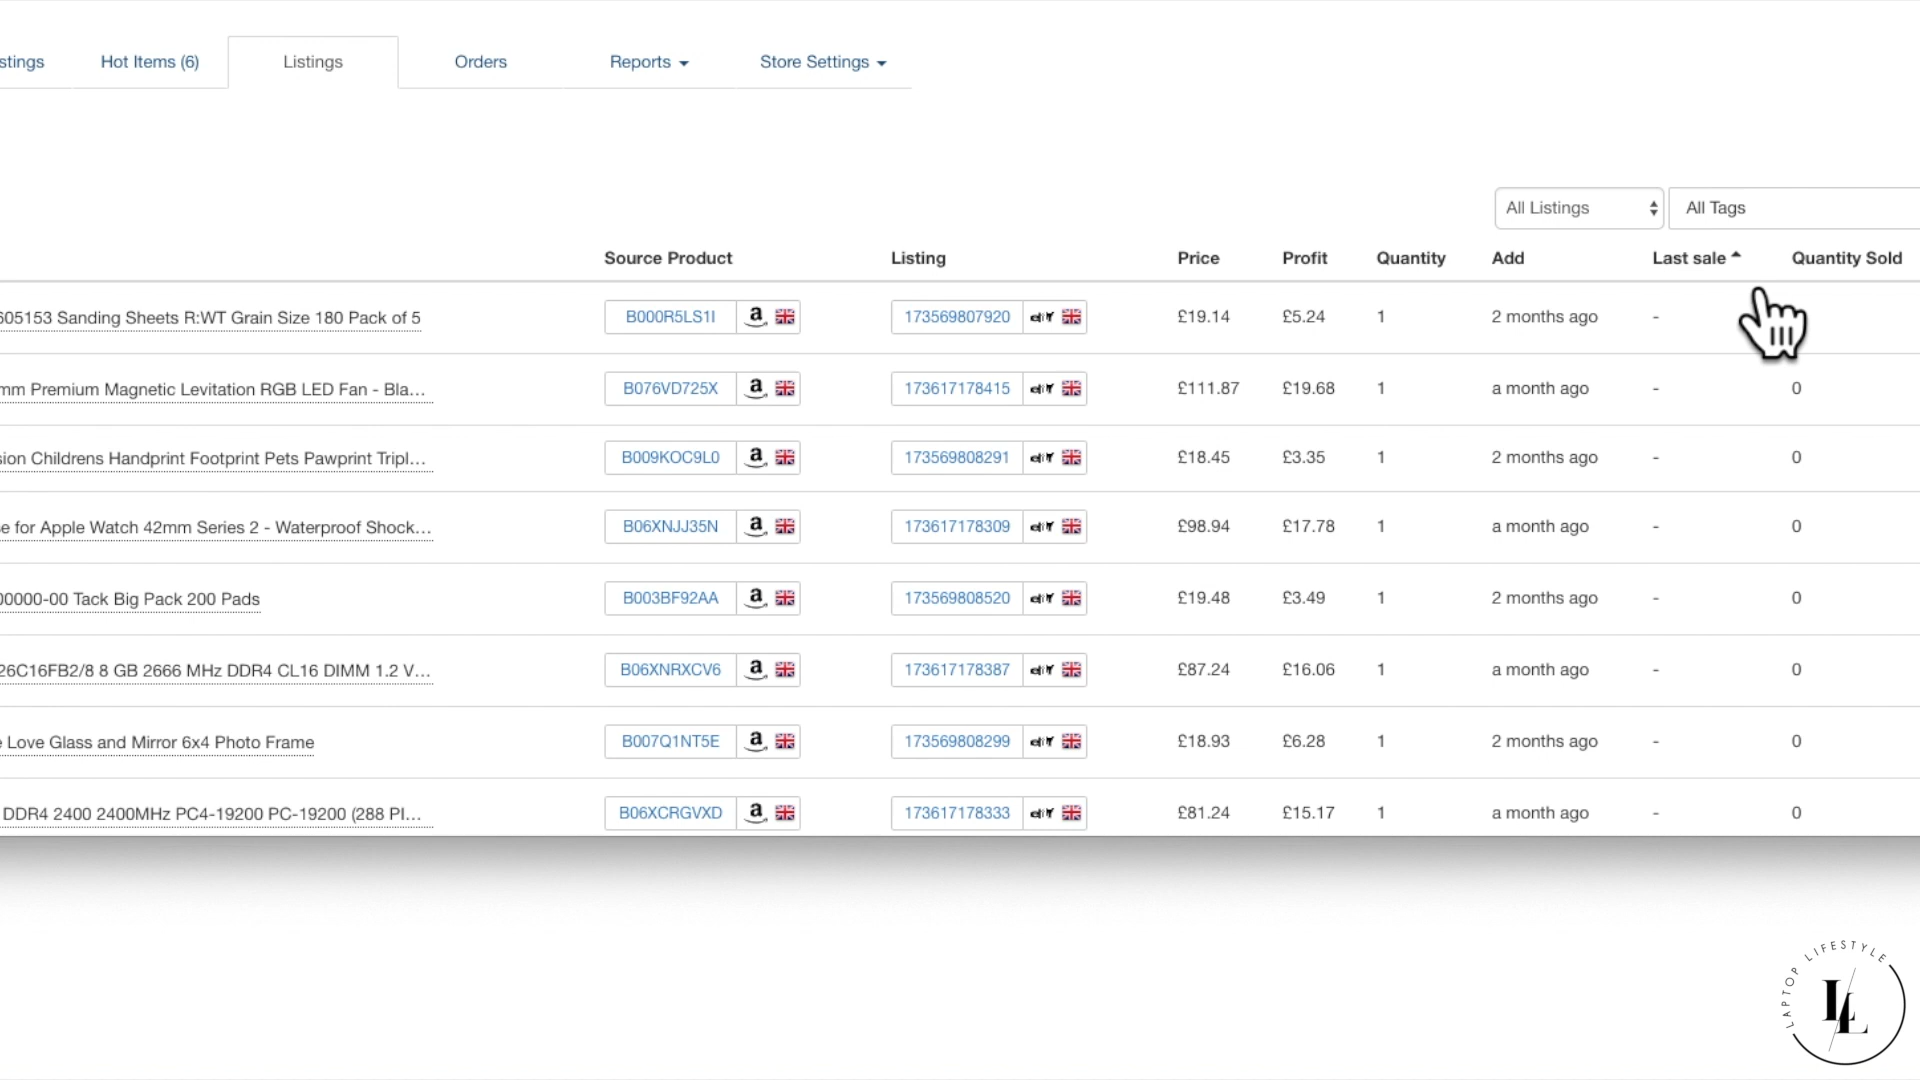 stings Hot Items (6) Listings Orders Reports Store Settings
All Listings All Tags
Source Product Listing Price Profit Quantity Add Last sale Quantity Sold
605153 Sanding Sheets R:WT Grain Size 180 Pack of 5 B000R5LS1I a 173569807920 £19.14 £5.24 1 2 months ago -
mm Premium Magnetic Levitation RGB LED Fan - Bla... B076VD725X a 173617178415 £111.87 £19.68 1 a month ago - 0
sion Childrens Handprint Footprint Pets Pawprint Tripl... B009KOC9L0 a 173569808291 £18.45 £3.35 1 2 months ago - 0
e for Apple Watch 42mm Series 2 - Waterproof Shock... B06XNJJ35N a 173617178309 £98.94 £17.78 1 a month ago - 0
00000-00 Tack Big Pack 200 Pads B003BF92AA a 173569808520 £19.48 £3.49 1 2 months ago - 0
26C16FB2/8 8 GB 2666 MHz DDR4 CL16 DIMM 1.2 V... B06XNRXCV6 a 173617178387 £87.24 £16.06 1 a month ago - 0
e Love Glass and Mirror 6x4 Photo Frame B007Q1NT5E a 173569808299 £18.93 £6.28 1 2 months ago - 0
DDR4 2400 2400MHz PC4-19200 PC-19200 (288 PI... B06XCRGVXD a 173617178333 £81.24 £15.17 1 a month ago - 0
LAPTOP LIFESTYLE
LL